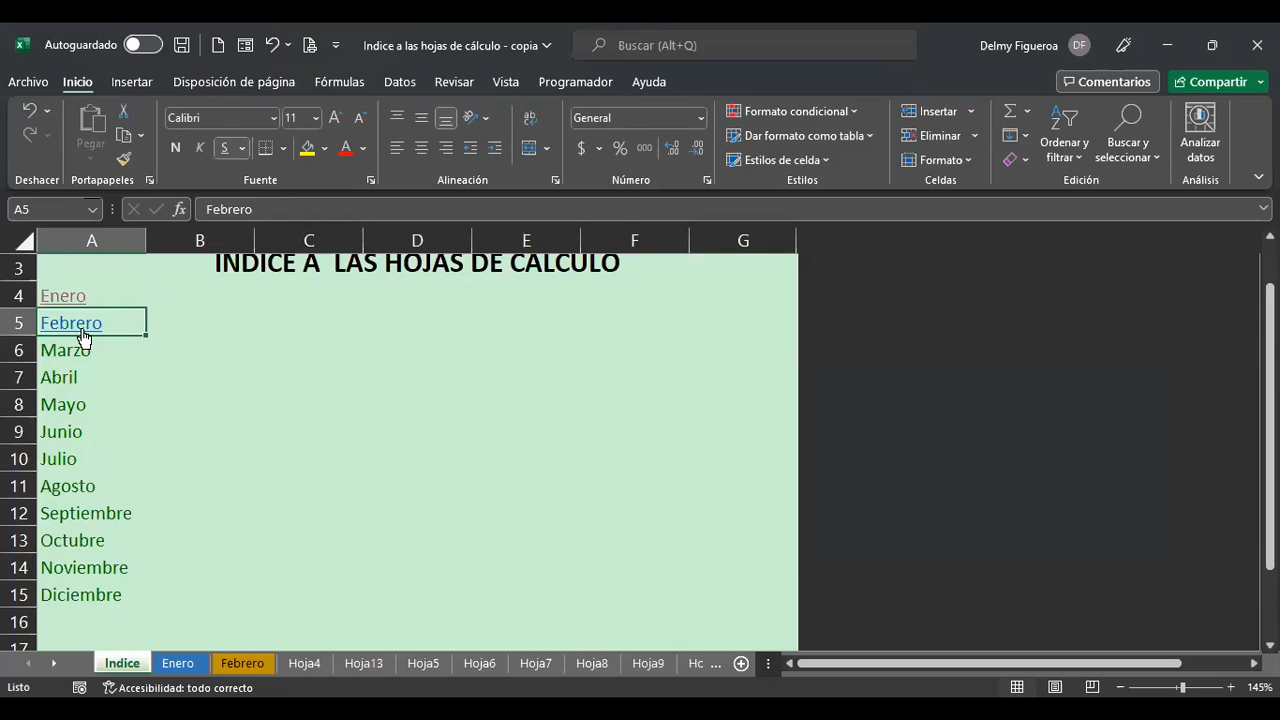 Autoguardado
Indice a las hojas de cálculo - copia
Buscar (Alt+Q)
Delmy Figueroa
DF
Archivo Inicio Insertar Disposición de página Fórmulas Datos Revisar Vista Programador Ayuda
Comentarios
Compartir
Pegar
Calibri
11
N K S
ab
General
$ % 000
Formato condicional
Dar formato como tabla
Estilos de celda
Insertar
Eliminar
Formato
Ordenar y
filtrar
Buscar y
seleccionar
Analizar
datos
Deshacer Portapapeles Fuente Alineación Número Estilos Celdas Edición Análisis
A5
fx
Febrero
A B C D E F G
3 INDICE A LAS HOJAS DE CALCULO
4 Enero
5 Febrero
6 Marzo
7 Abril
8 Mayo
9 Junio
10 Julio
11 Agosto
12 Septiembre
13 Octubre
14 Noviembre
15 Diciembre
16
17
Indice Enero Febrero Hoja4 Hoja13 Hoja5 Hoja6 Hoja7 Hoja8 Hoja9 Ho ...
Listo
Accesibilidad: todo correcto
145%